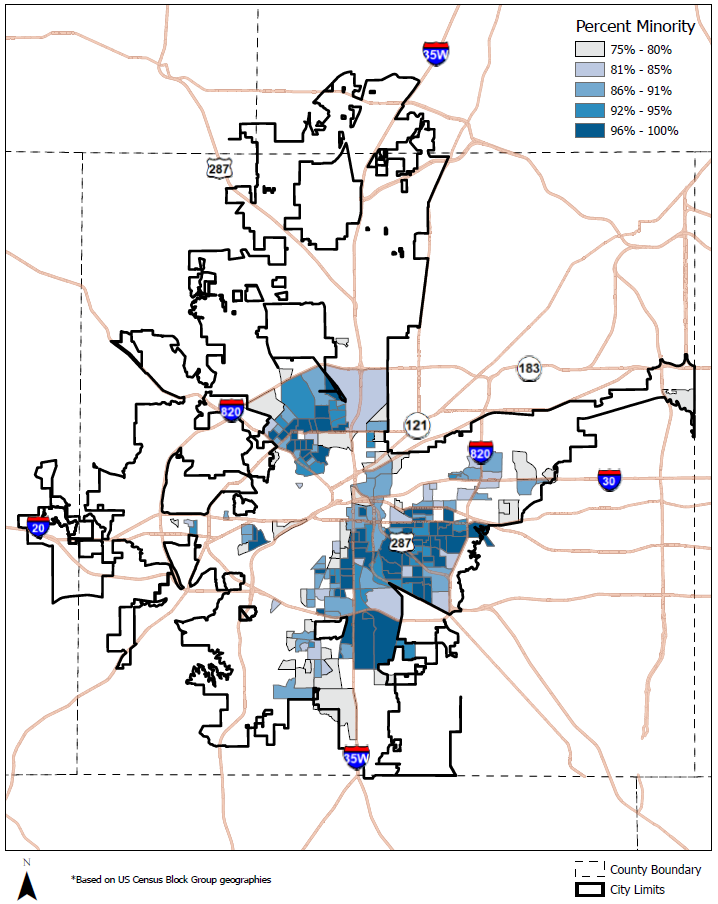 Percent Minority
75% - 80%
81% - 85%
86% - 91%
92% - 95%
96% - 100%
35W
287
183
820
121
820
30
20
287
35W
N
*Based on US Census Block Group geographies
County Boundary
City Limits